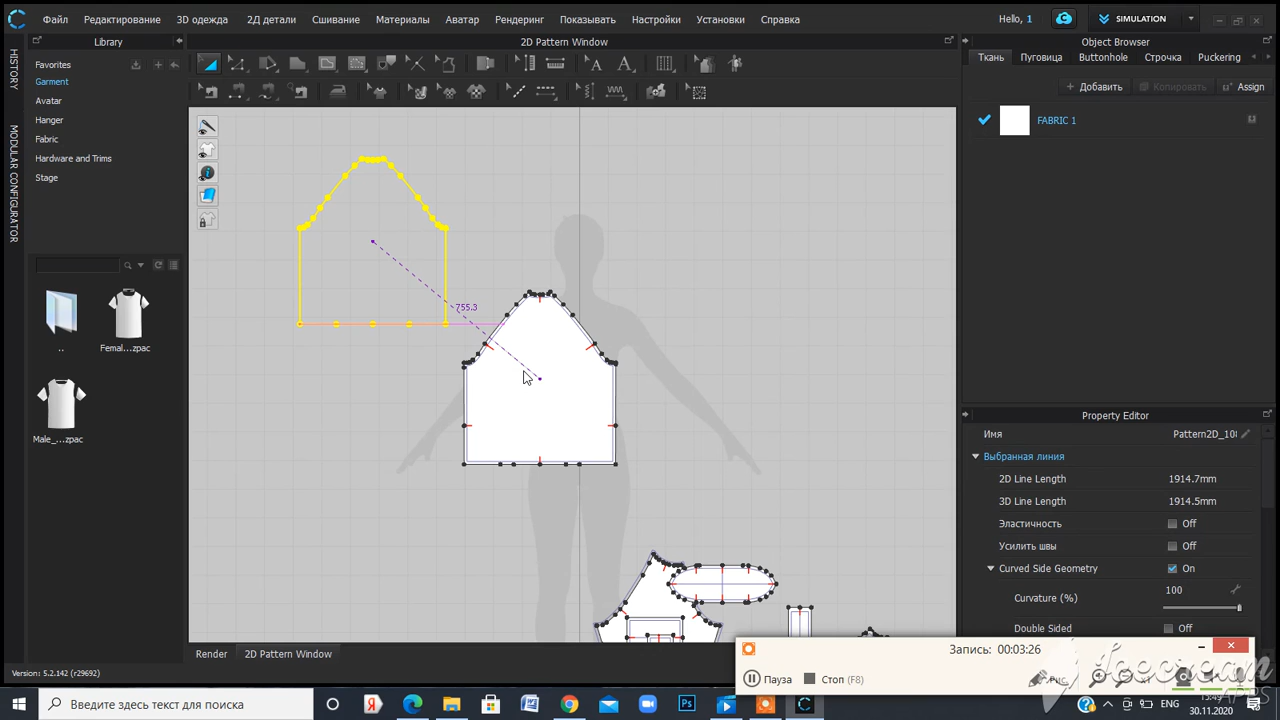 Файл Редактирование 3D одежда 2Д детали Сшивание Материалы Аватар Рендеринг Показывать Настройки Установки Справка Hello, 1 SIMULATION
HISTORY
MODULAR CONFIGURATOR
Library
Favorites
Garment
Avatar
Hanger
Fabric
Hardware and Trims
Stage
..
Femal...zpac
Male_...zpac
2D Pattern Window
755.3
Render 2D Pattern Window
Object Browser
Ткань Пуговица Buttonhole Строчка Puckering
+ Добавить Копировать Assign
FABRIC 1
Property Editor
Имя Pattern2D_10
Выбранная линия
2D Line Length 1914.7mm
3D Line Length 1914.5mm
Эластичность Off
Усилить швы Off
Curved Side Geometry On
Curvature (%) 100
Double Sided Off
Version: 5.2.142 (r29692)
Запись: 00:03:26
Пауза Стоп (F8) Рис
Icecream
APPS
Введите здесь текст для поиска
30.11.2020